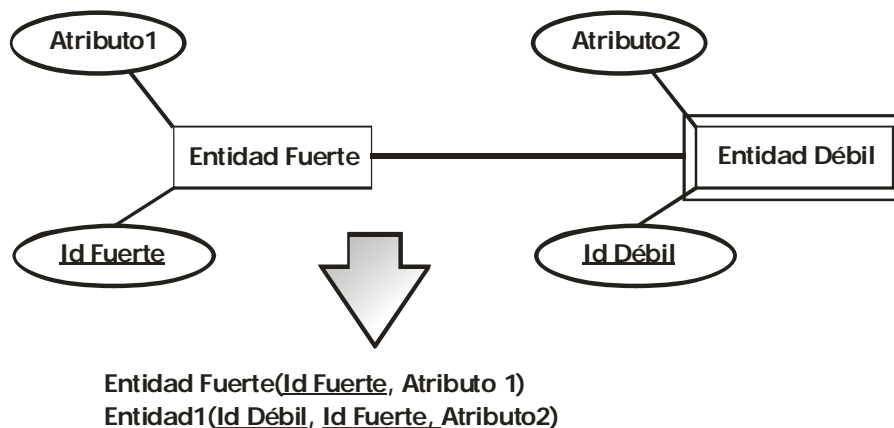 Atributo1
Atributo2
Entidad Fuerte
Entidad Débil
Id Fuerte
Id Débil
Entidad Fuerte(Id Fuerte, Atributo 1)
Entidad1(Id Débil, Id Fuerte, Atributo2)